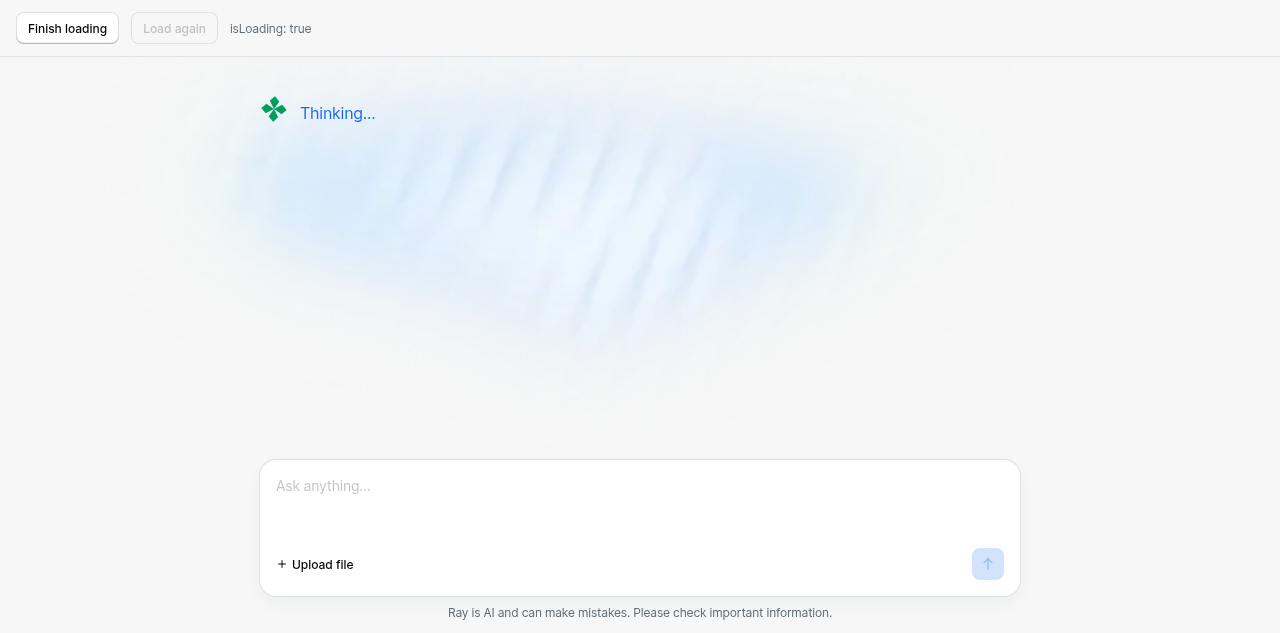 Finish loading
Load again
isLoading: true
Thinking...
Ask anything...
+ Upload file
Ray is AI and can make mistakes. Please check important information.